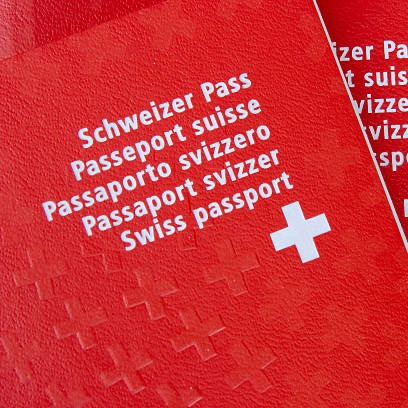 Schweizer Pass
Passeport suisse
Passaporto svizzero
Passaport svizzer
Swiss passport